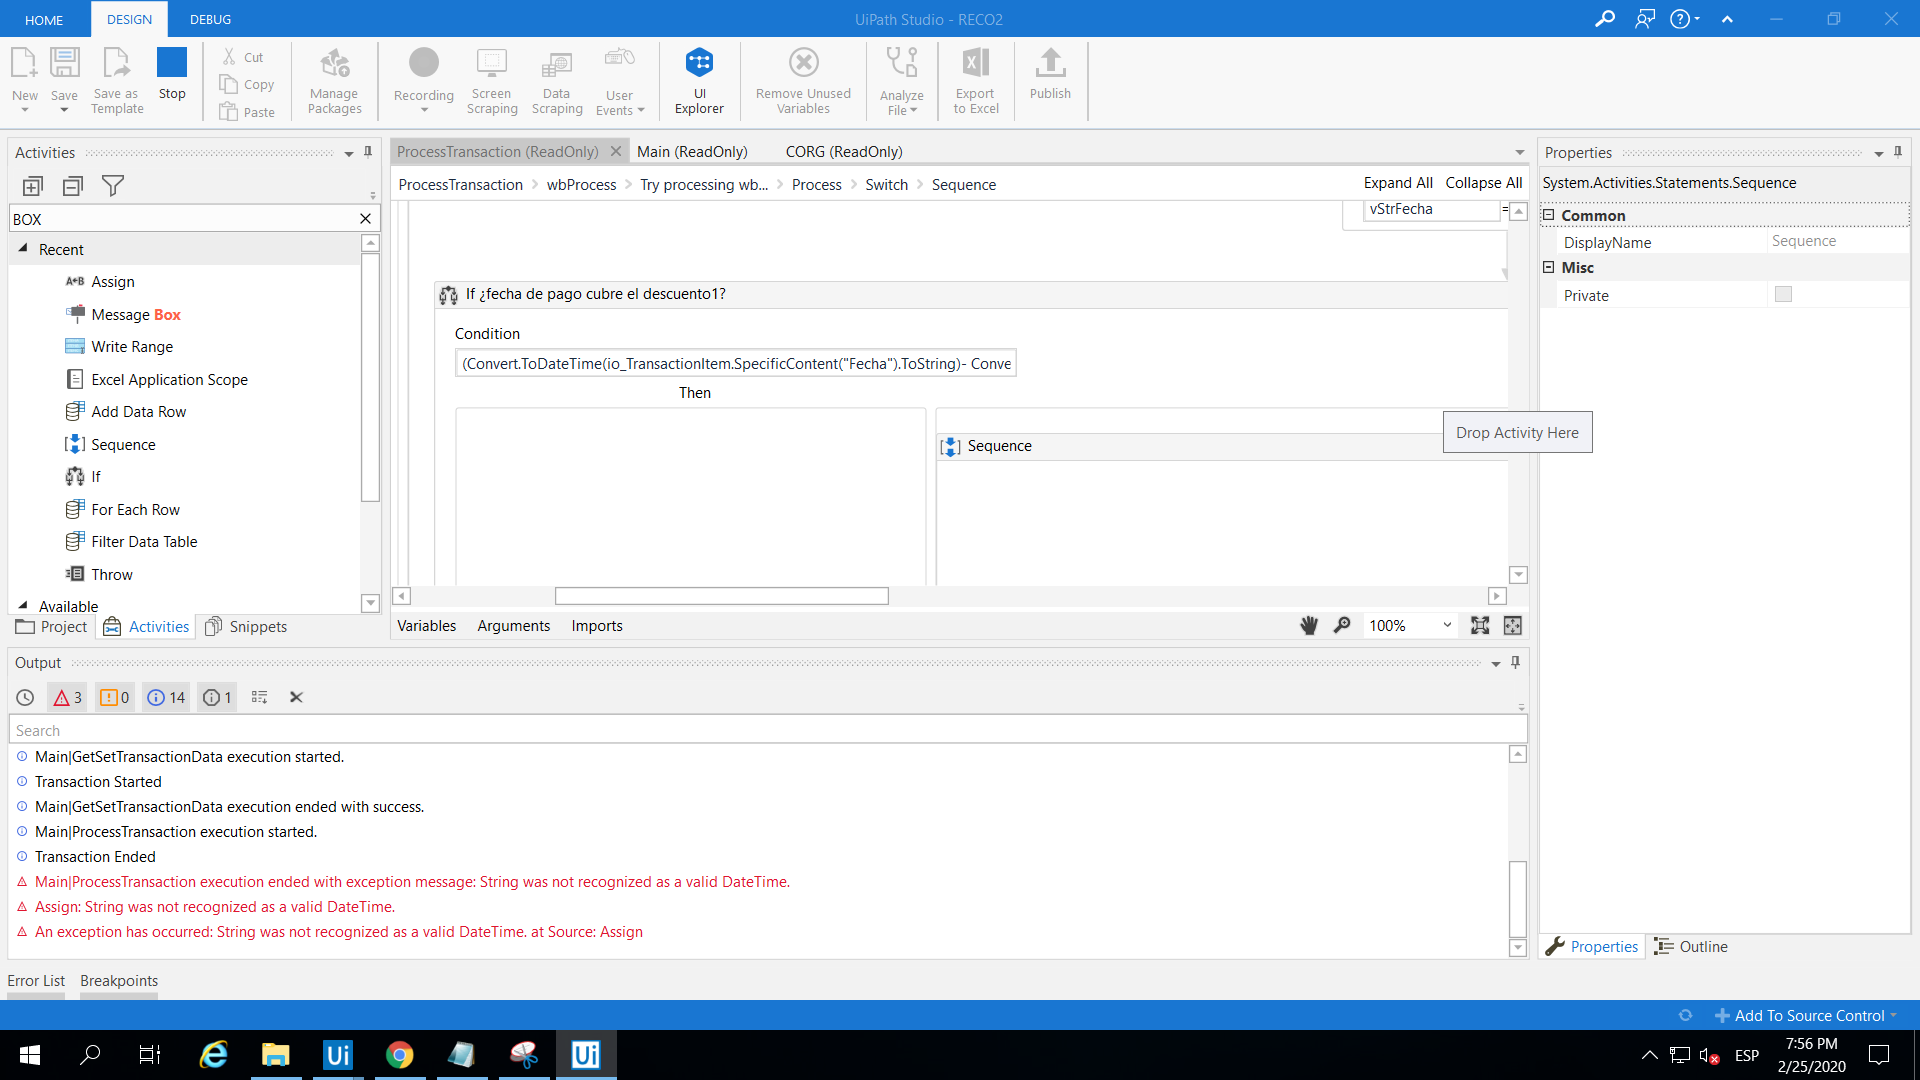 HOME
DESIGN
DEBUG
UiPath Studio - RECO2
New
Save
Save as Template
Stop
Cut
Copy
Paste
Manage Packages
Recording
Screen Scraping
Data Scraping
User Events
UI Explorer
Remove Unused Variables
Analyze File
Export to Excel
Publish
Activities
BOX
Recent
Assign
Message Box
Write Range
Excel Application Scope
Add Data Row
Sequence
If
For Each Row
Filter Data Table
Throw
Available
Project
Activities
Snippets
ProcessTransaction (ReadOnly)
Main (ReadOnly)
CORG (ReadOnly)
ProcessTransaction > wbProcess > Try processing wb... > Process > Switch > Sequence
Expand All
Collapse All
vStrFecha
=
If ¿fecha de pago cubre el descuento1?
Condition
(Convert.ToDateTime(io_TransactionItem.SpecificContent("Fecha").ToString)- Conve
Then
Sequence
Drop Activity Here
Variables
Arguments
Imports
100%
Properties
System.Activities.Statements.Sequence
Common
DisplayName
Sequence
Misc
Private
Properties
Outline
Output
3
0
14
1
Search
Main|GetSetTransactionData execution started.
Transaction Started
Main|GetSetTransactionData execution ended with success.
Main|ProcessTransaction execution started.
Transaction Ended
Main|ProcessTransaction execution ended with exception message: String was not recognized as a valid DateTime.
Assign: String was not recognized as a valid DateTime.
An exception has occurred: String was not recognized as a valid DateTime. at Source: Assign
Error List
Breakpoints
Add To Source Control
Ui
Ui
ESP
7:56 PM
2/25/2020